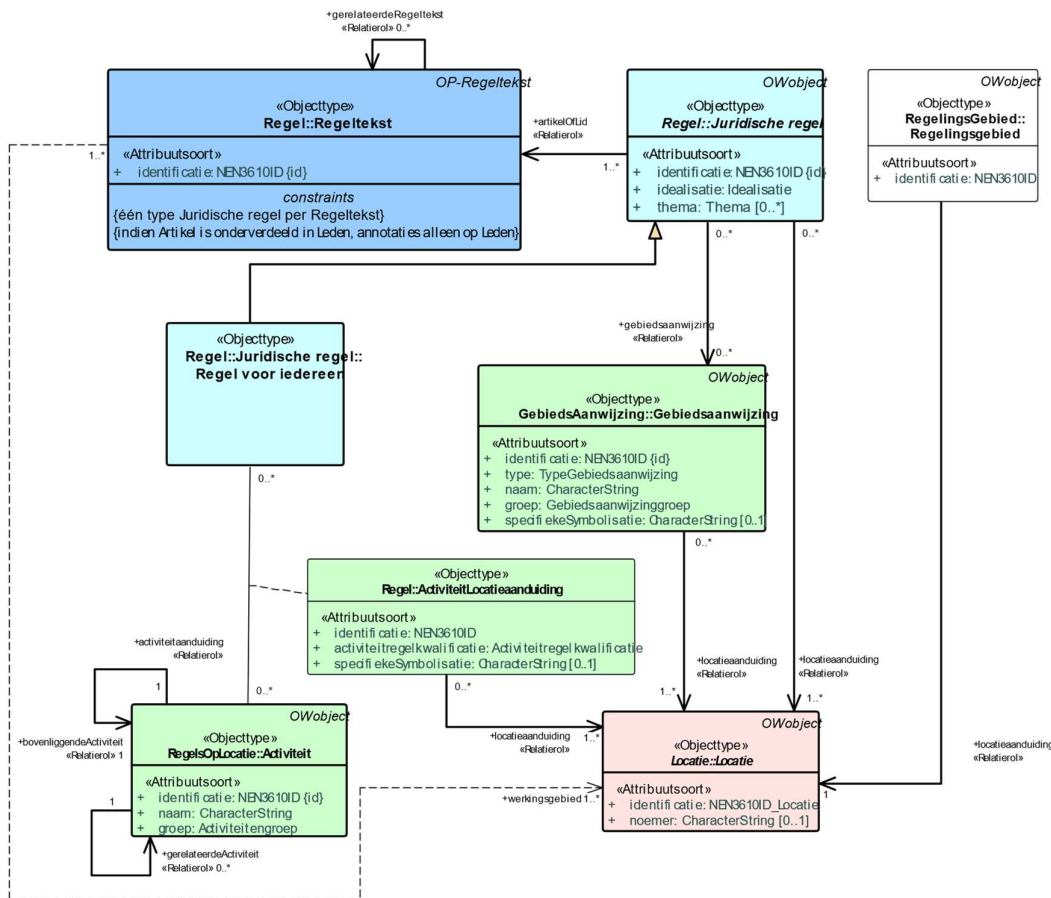 +gerelateerdeRegeltekst
«Relatierol» 0..*
OP-Regeltekst
«Objecttype»
Regel::Regeltekst
«Attribuutsoort»
+ identificatie: NEN3610ID {id}
constraints
{één type Juridische regel per Regeltekst}
{indien Artikel is onderverdeeld in Leden, annotaties alleen op Leden}
1..*
+artikelOfLid
«Relatierol»
1..*
OWobject
«Objecttype»
Regel::Juridische regel
«Attribuutsoort»
+ identificatie: NEN3610ID {id}
+ idealisatie: Idealisatie
+ thema: Thema [0..*]
0..*
0..*
OWobject
«Objecttype»
RegelingsGebied::
Regelingsgebied
«Attribuutsoort»
+ identificatie: NEN3610ID
«Objecttype»
Regel::Juridische regel::
Regel voor iedereen
0..*
+gebiedsaanwijzing
«Relatierol»
0..*
OWobject
«Objecttype»
GebiedsAanwijzing::Gebiedsaanwijzing
«Attribuutsoort»
+ identificatie: NEN3610ID {id}
+ type: TypeGebiedsaanwijzing
+ naam: CharacterString
+ groep: Gebiedsaanwijzinggroep
+ specifiekeSymbolisatie: CharacterString [0..1]
0..*
«Objecttype»
Regel::ActiviteitLocatieaanduiding
«Attribuutsoort»
+ identificatie: NEN3610ID
+ activiteitregelkwalificatie: Activiteitregelkwalificatie
+ specifiekeSymbolisatie: CharacterString [0..1]
0..*
+activiteitaanduiding
«Relatierol»
0..*
1
+bovenliggendeActiviteit
«Relatierol» 1
OWobject
«Objecttype»
RegelsOpLocatie::Activiteit
«Attribuutsoort»
+ identificatie: NEN3610ID {id}
+ naam: CharacterString
+ groep: Activiteitengroep
1
+gerelateerdeActiviteit
«Relatierol» 0..*
+locatieaanduiding
«Relatierol»
1..*
+locatieaanduiding
«Relatierol»
1..*
+locatieaanduiding
«Relatierol»
1..*
OWobject
«Objecttype»
Locatie::Locatie
«Attribuutsoort»
+ identificatie: NEN3610ID_Locatie
+ noemer: CharacterString [0..1]
+werkingsgebied 1..*
+locatieaanduiding
«Relatierol»
1